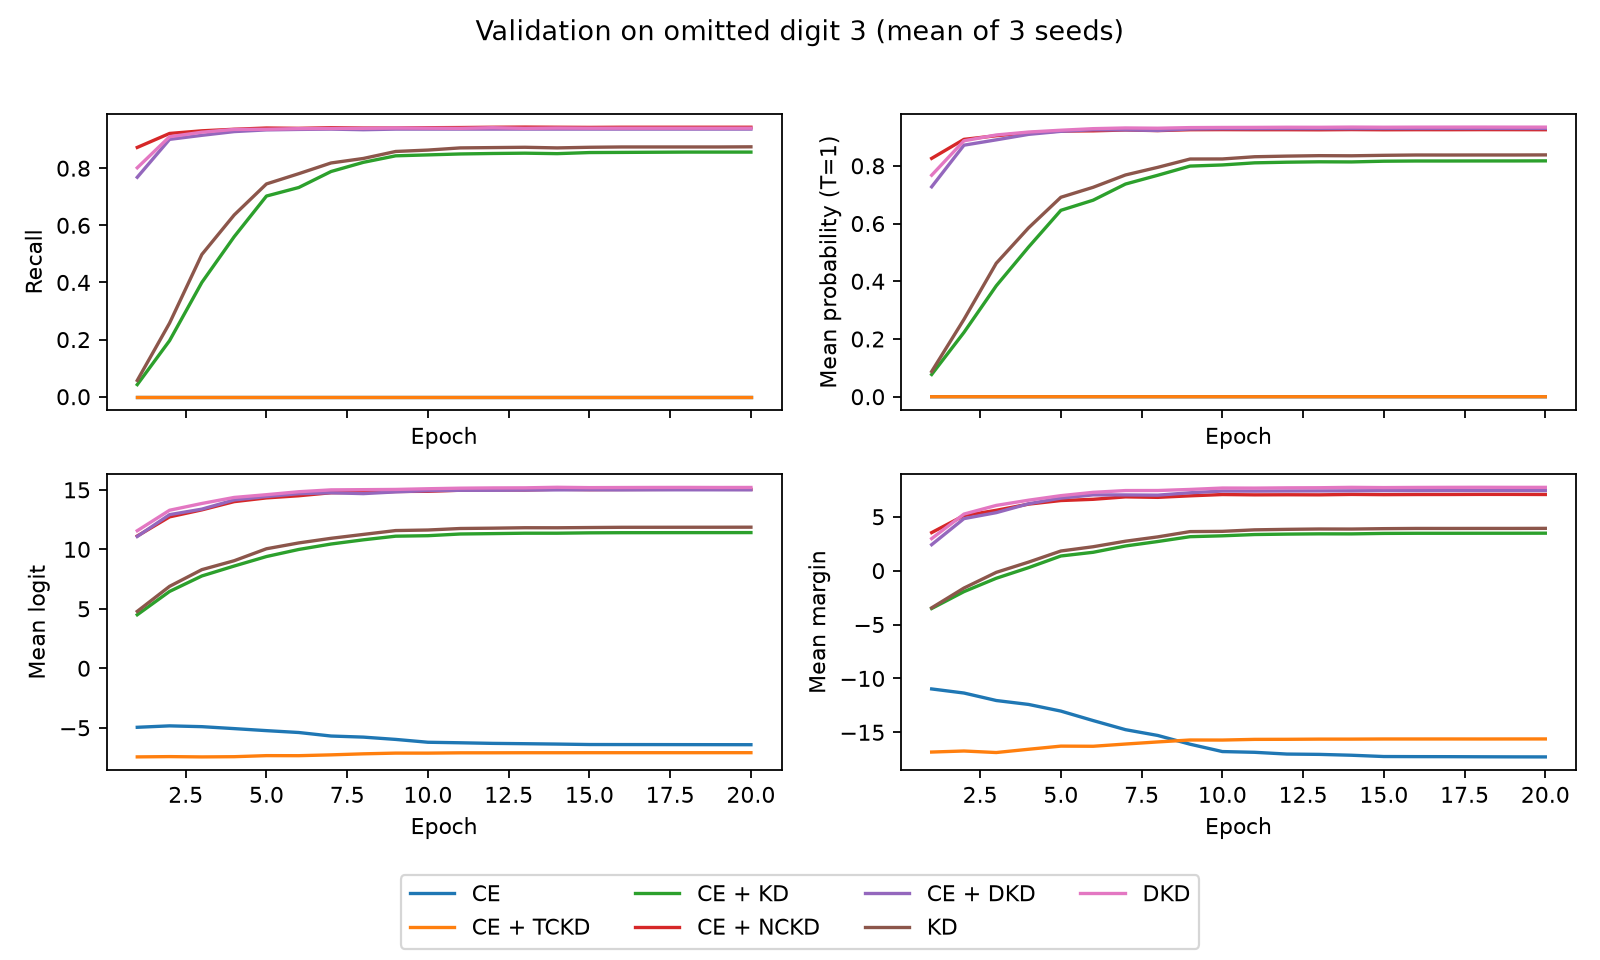 Validation on omitted digit 3 (mean of 3 seeds)
Recall
0.8
0.6
0.4
0.2
0.0
Epoch
Mean probability (T=1)
0.8
0.6
0.4
0.2
0.0
Epoch
Mean logit
15
10
5
0
−5
2.5 5.0 7.5 10.0 12.5 15.0 17.5 20.0
Epoch
Mean margin
5
0
−5
−10
−15
2.5 5.0 7.5 10.0 12.5 15.0 17.5 20.0
Epoch
CE CE + KD CE + DKD DKD
CE + TCKD CE + NCKD KD